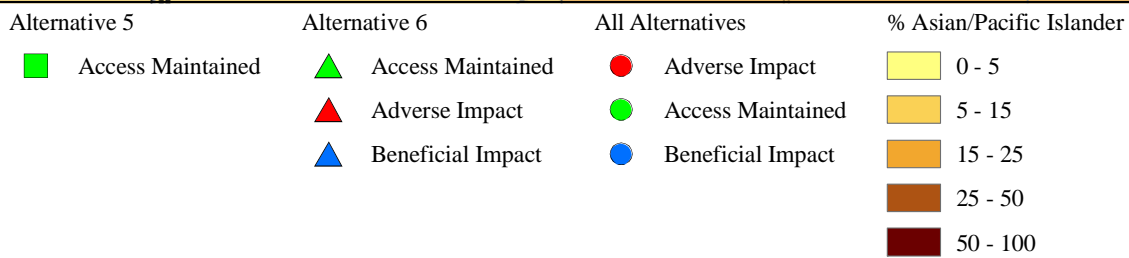 Alternative 5
Access Maintained
Alternative 6
Access Maintained
Adverse Impact
Beneficial Impact
All Alternatives
Adverse Impact
Access Maintained
Beneficial Impact
% Asian/Pacific Islander
0 - 5
5 - 15
15 - 25
25 - 50
50 - 100